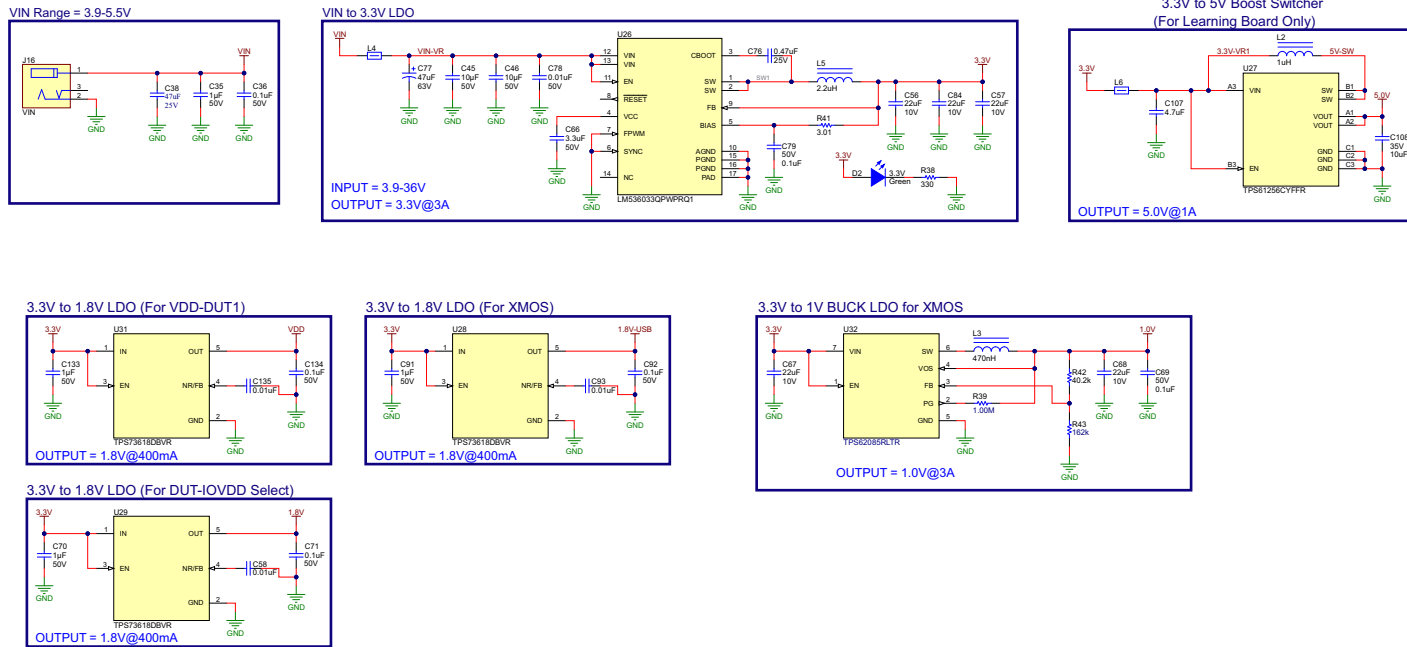 VIN Range = 3.9-5.5V
J16
1
3
2
VIN
VIN
C38
47uF
25V
C35
1µF
50V
C36
0.1uF
50V
GND
GND
GND
GND
VIN to 3.3V LDO
VIN
L4
VIN-VR
C77
47uF
63V
C45
10µF
50V
C46
10µF
50V
C78
0.01uF
50V
GND
GND
GND
GND
U26
12 VIN
13 VIN
11 EN
8 RESET
4 VCC
7 FPWM
6 SYNC
14 NC
CBOOT 3
SW 1
SW 2
FB 9
BIAS 5
AGND 10
PGND 15
PGND 16
PAD 17
LM536033QPWPRQ1
C66
3.3uF
50V
GND
GND
GND
C76 0.47uF
25V
SW1
L5
2.2uH
R41
3.01
C79
50V
0.1uF
GND
C56
22uF
10V
C84
22uF
10V
C57
22uF
10V
3.3V
GND
GND
GND
3.3V
D2
3.3V
Green
R38
330
GND
INPUT = 3.9-36V
OUTPUT = 3.3V@3A
3.3V to 5V Boost Switcher
(For Learning Board Only)
L2
3.3V-VR1
5V-SW
1uH
3.3V
L6
C107
4.7uF
GND
U27
A3 VIN
B3 EN
SW B1
SW B2
VOUT A1
VOUT A2
GND C1
GND C2
GND C3
TPS61256CYFFR
5.0V
C108
35V
10uF
GND
OUTPUT = 5.0V@1A
3.3V to 1.8V LDO (For VDD-DUT1)
3.3V
C133
1µF
50V
GND
U31
1 IN
3 EN
OUT 5
NR/FB 4
GND 2
TPS73618DBVR
C135
0.01uF
VDD
C134
0.1uF
50V
GND
GND
OUTPUT = 1.8V@400mA
3.3V to 1.8V LDO (For XMOS)
3.3V
C91
1µF
50V
GND
U28
1 IN
3 EN
OUT 5
NR/FB 4
GND 2
TPS73618DBVR
C93
0.01uF
1.8V-USB
C92
0.1uF
50V
GND
GND
OUTPUT = 1.8V@400mA
3.3V to 1V BUCK LDO for XMOS
3.3V
C67
22uF
10V
GND
U32
7 VIN
1 EN
SW 6
VOS 4
FB 3
PG 2
GND 5
TPS62085RLTR
L3
470nH
R39
1.00M
GND
R42
40.2k
R43
162k
GND
C68
22uF
10V
GND
1.0V
C69
50V
0.1uF
GND
OUTPUT = 1.0V@3A
3.3V to 1.8V LDO (For DUT-IOVDD Select)
3.3V
C70
1µF
50V
GND
U29
1 IN
3 EN
OUT 5
NR/FB 4
GND 2
TPS73618DBVR
C58
0.01uF
1.8V
C71
0.1uF
50V
GND
GND
OUTPUT = 1.8V@400mA